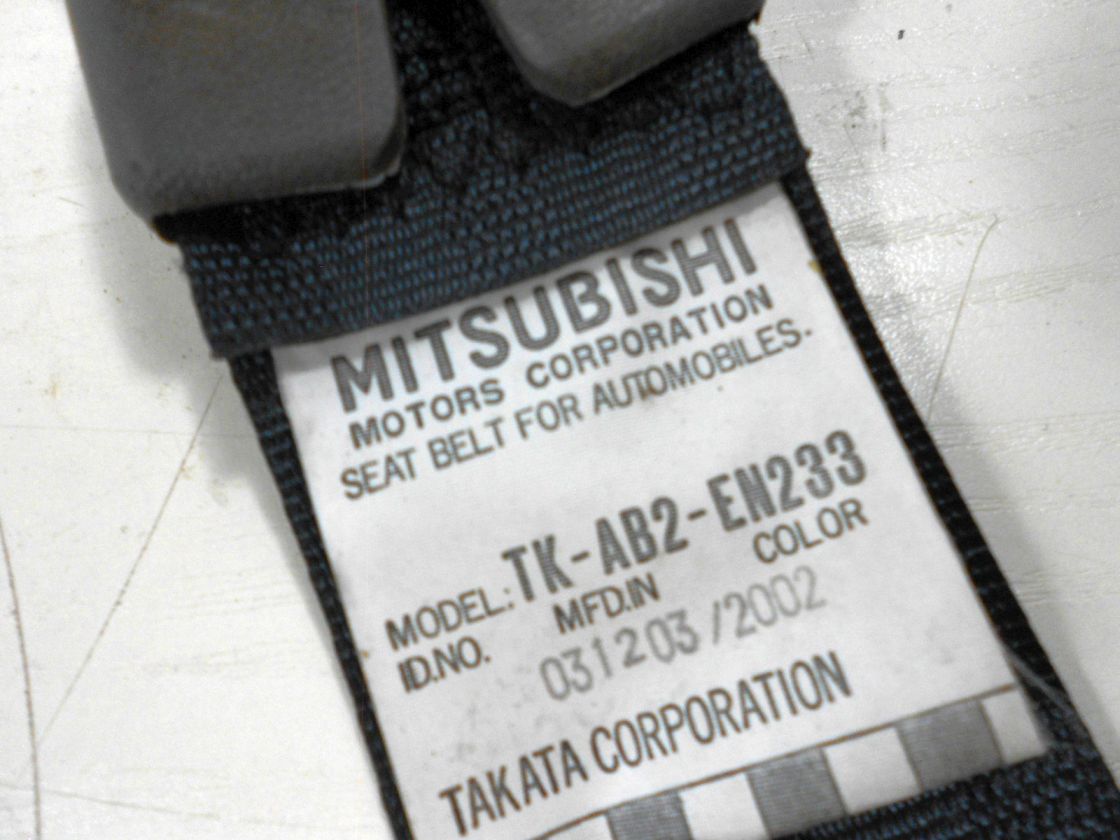 MITSUBISHI
MOTORS CORPORATION
SEAT BELT FOR AUTOMOBILES.
MODEL: TK-AB2-EN233
ID.NO. MFD.IN COLOR
031203/2002
TAKATA CORPORATION